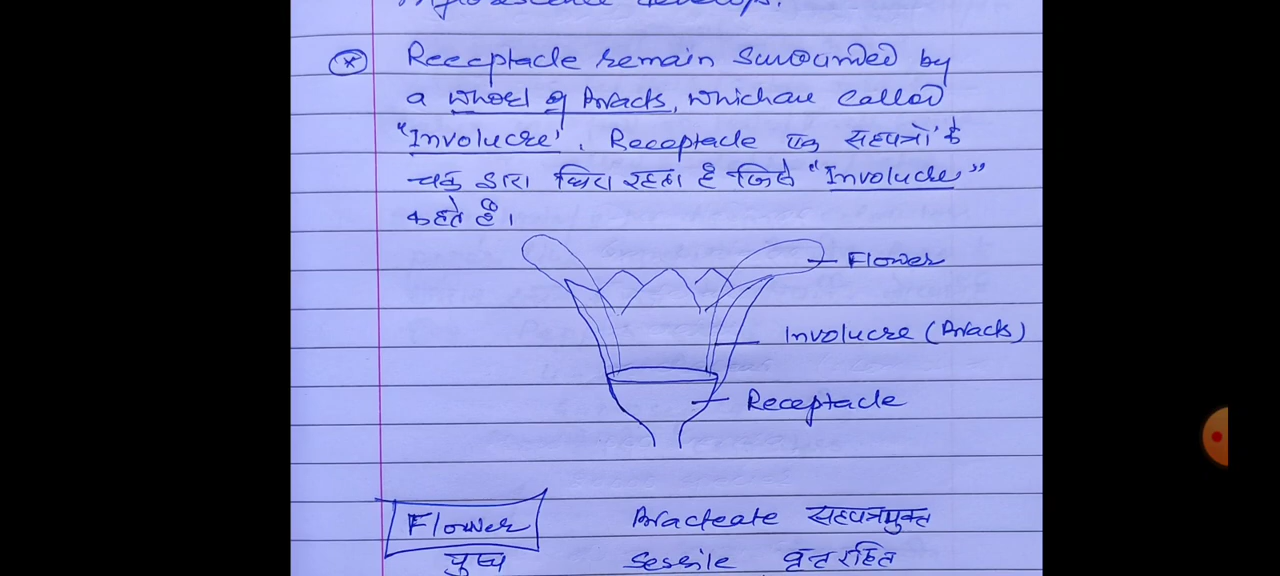 develop.
Receptacle remain surrounded by
a whorl of Bracts, which are called
"Involucre'. Receptacle एक सहपत्रों के
चक्र द्वारा घिरा रहता है जिसे "Involucre"
कहते है।
Flower
Involucre (Bracts)
Receptacle
Flower Bracteate सहपत्रयुक्त
पुष्प Sessile वृन्तरहित